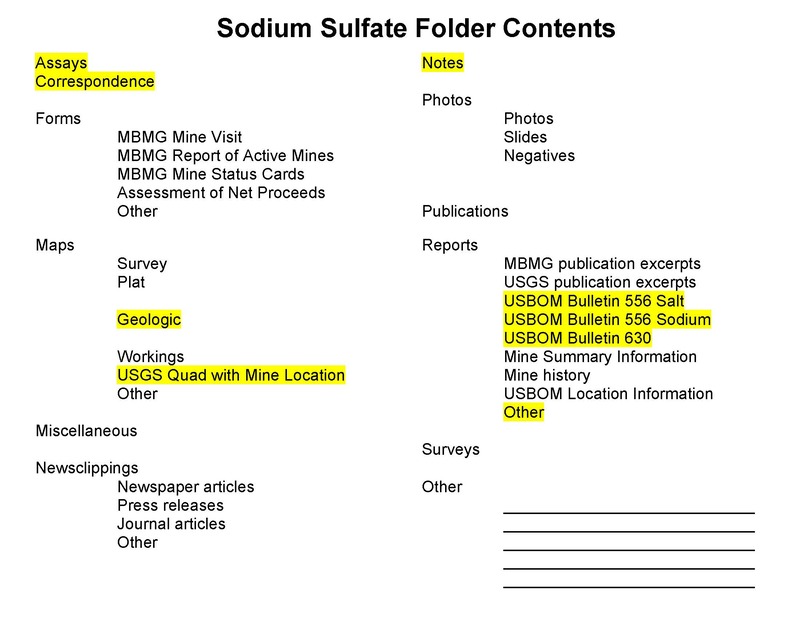 Sodium Sulfate Folder Contents
Assays
Correspondence
Forms
MBMG Mine Visit
MBMG Report of Active Mines
MBMG Mine Status Cards
Assessment of Net Proceeds
Other
Maps
Survey
Plat
Geologic
Workings
USGS Quad with Mine Location
Other
Miscellaneous
Newsclippings
Newspaper articles
Press releases
Journal articles
Other
Notes
Photos
Photos
Slides
Negatives
Publications
Reports
MBMG publication excerpts
USGS publication excerpts
USBOM Bulletin 556 Salt
USBOM Bulletin 556 Sodium
USBOM Bulletin 630
Mine Summary Information
Mine history
USBOM Location Information
Other
Surveys
Other